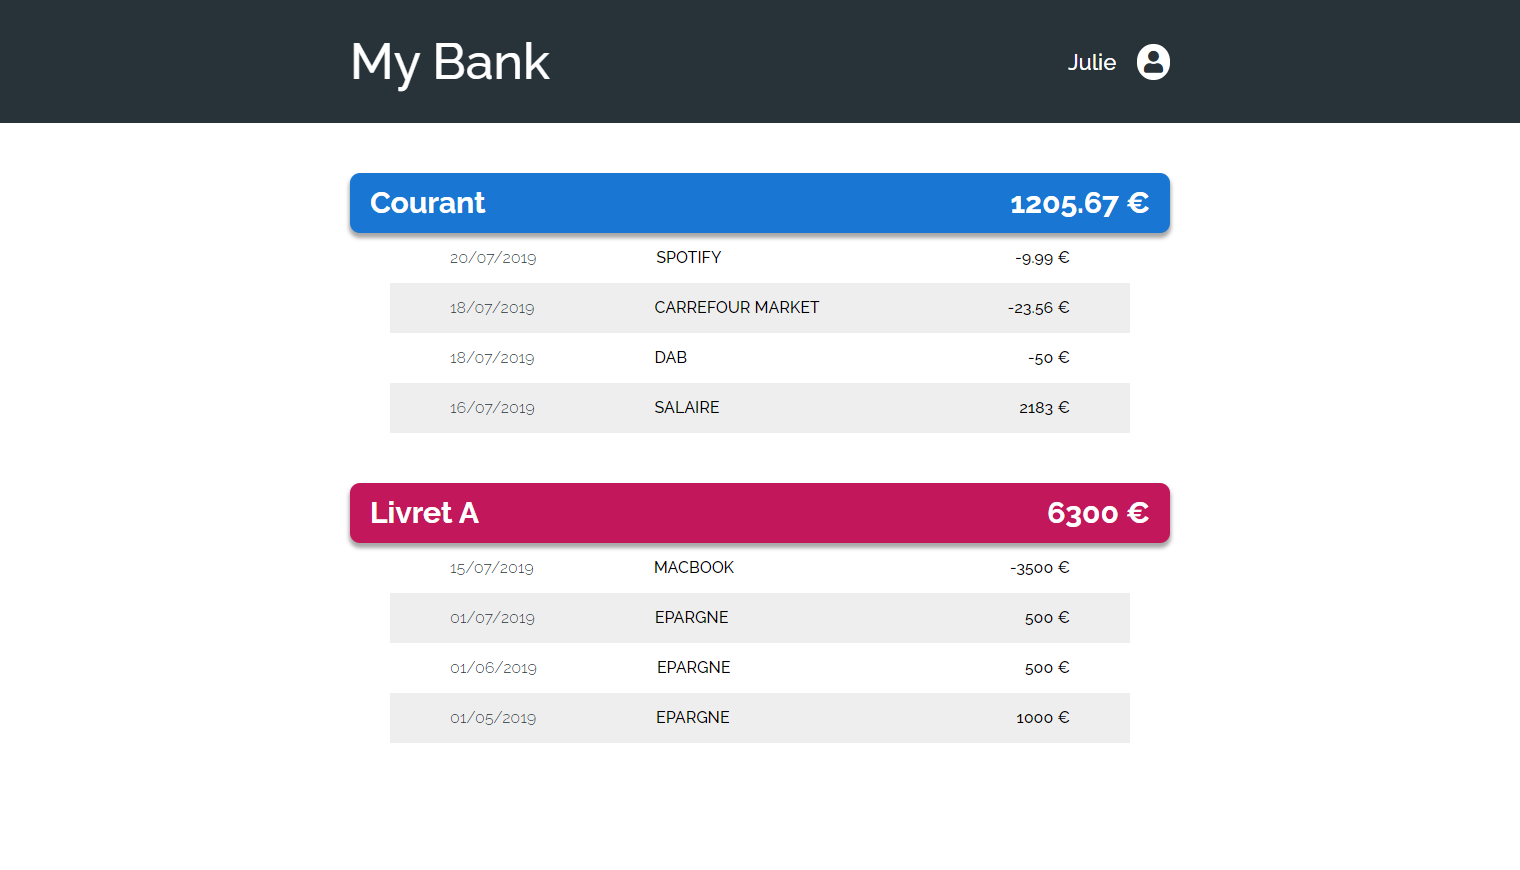 My Bank
Julie
Courant 1205.67 €
20/07/2019 SPOTIFY -9.99 €
18/07/2019 CARREFOUR MARKET -23.56 €
18/07/2019 DAB -50 €
16/07/2019 SALAIRE 2183 €
Livret A 6300 €
15/07/2019 MACBOOK -3500 €
01/07/2019 EPARGNE 500 €
01/06/2019 EPARGNE 500 €
01/05/2019 EPARGNE 1000 €